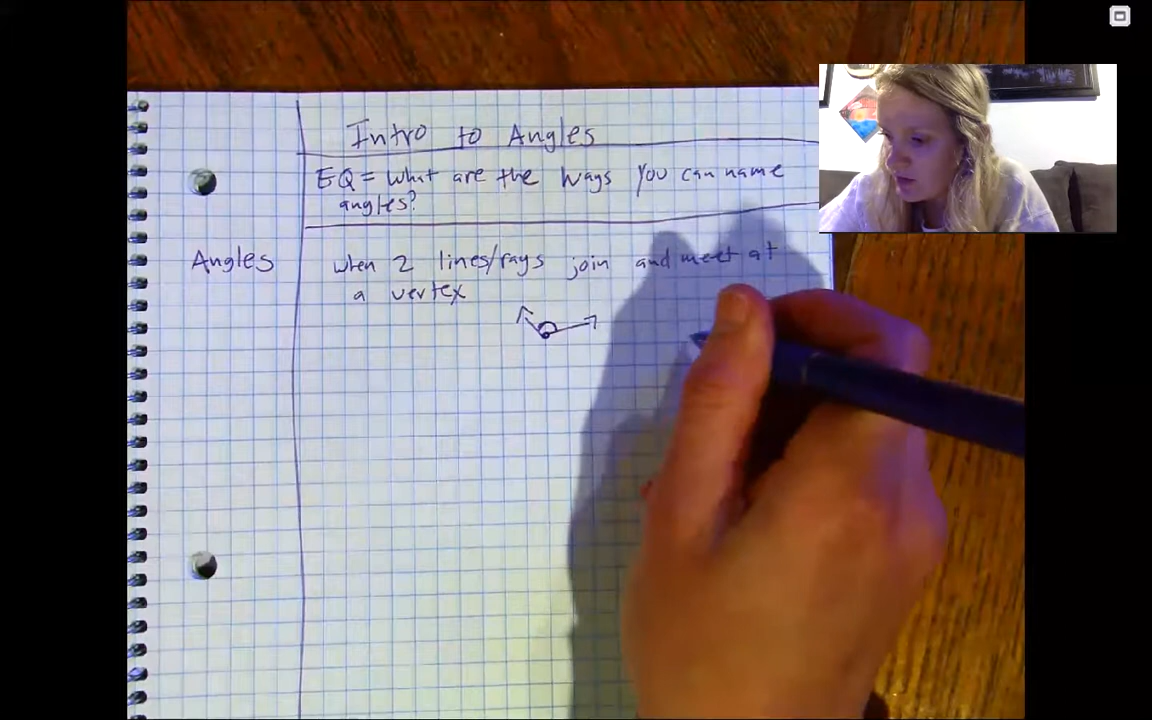 Intro to Angles
EQ = What are the ways you can name
angles?
Angles
when 2 lines/rays join and meet at
a vertex